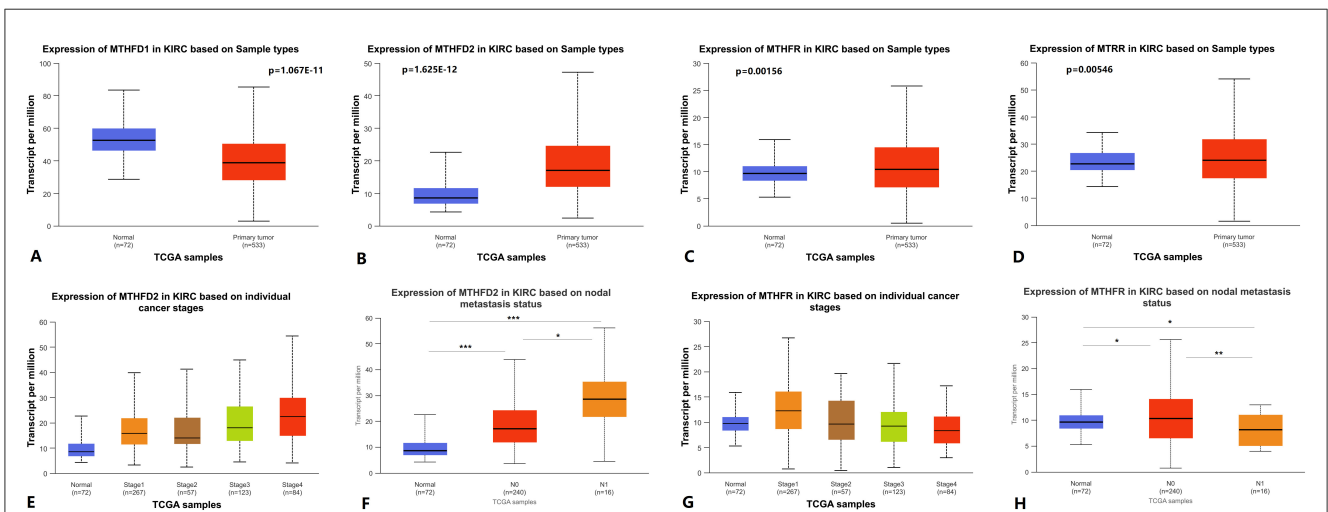 Expression of MTHFD1 in KIRC based on Sample types
p=1.067E-11
Transcript per million
100
80
60
40
20
0
Normal
(n=72)
Primary tumor
(n=533)
TCGA samples
A
Expression of MTHFD2 in KIRC based on Sample types
p=1.625E-12
Transcript per million
50
40
30
20
10
0
Normal
(n=72)
Primary tumor
(n=533)
TCGA samples
B
Expression of MTHFR in KIRC based on Sample types
p=0.00156
Transcript per million
30
25
20
15
10
5
0
Normal
(n=72)
Primary tumor
(n=533)
TCGA samples
C
Expression of MTRR in KIRC based on Sample types
p=0.00546
Transcript per million
60
50
40
30
20
10
0
Normal
(n=72)
Primary tumor
(n=533)
TCGA samples
D
Expression of MTHFD2 in KIRC based on individual
cancer stages
Transcript per million
60
50
40
30
20
10
0
Normal
(n=72)
Stage1
(n=267)
Stage2
(n=57)
Stage3
(n=123)
Stage4
(n=84)
TCGA samples
E
Expression of MTHFD2 in KIRC based on nodal
metastasis status
Transcript per million
60
50
40
30
20
10
0
***
***
*
Normal
(n=72)
N0
(n=240)
N1
(n=16)
TCGA samples
F
Expression of MTHFR in KIRC based on individual cancer
stages
Transcript per million
30
25
20
15
10
5
0
Normal
(n=72)
Stage1
(n=267)
Stage2
(n=57)
Stage3
(n=123)
Stage4
(n=84)
TCGA samples
G
Expression of MTHFR in KIRC based on nodal metastasis
status
Transcript per million
30
25
20
15
10
5
0
*
*
**
Normal
(n=72)
N0
(n=240)
N1
(n=16)
TCGA samples
H